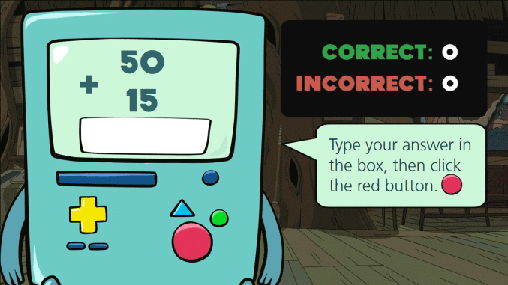 50
+
15
CORRECT: 0
INCORRECT: 0
Type your answer in
the box, then click
the red button.